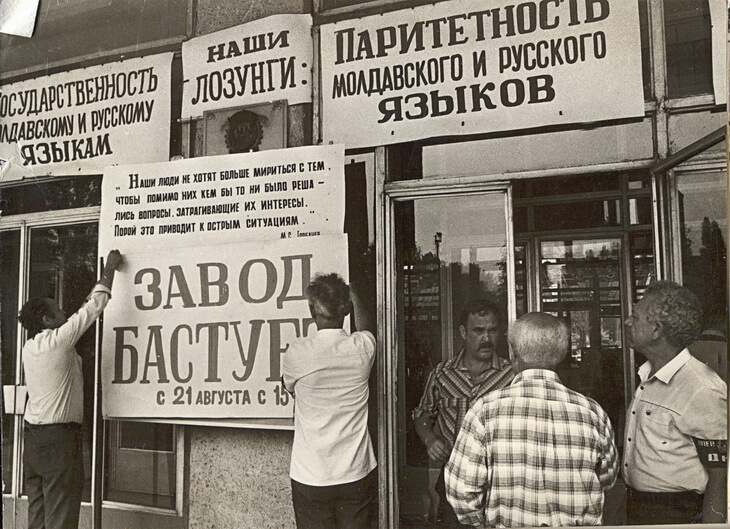 ГОСУДАРСТВЕННОСТЬ
МОЛДАВСКОМУ И РУССКОМУ
ЯЗЫКАМ
НАШИ
ЛОЗУНГИ:
ПАРИТЕТНОСТЬ
МОЛДАВСКОГО И РУССКОГО
ЯЗЫКОВ
„НАШИ ЛЮДИ НЕ ХОТЯТ БОЛЬШЕ МИРИТЬСЯ С ТЕМ,
ЧТОБЫ ПОМИМО НИХ КЕМ БЫ ТО НИ БЫЛО РЕША-
ЛИСЬ ВОПРОСЫ, ЗАТРАГИВАЮЩИЕ ИХ ИНТЕРЕСЫ.
ПОРОЙ ЭТО ПРИВОДИТ К ОСТРЫМ СИТУАЦИЯМ."
ЗАВОД
БАСТУЕТ
С 21 АВГУСТА С 15
ОПЕР